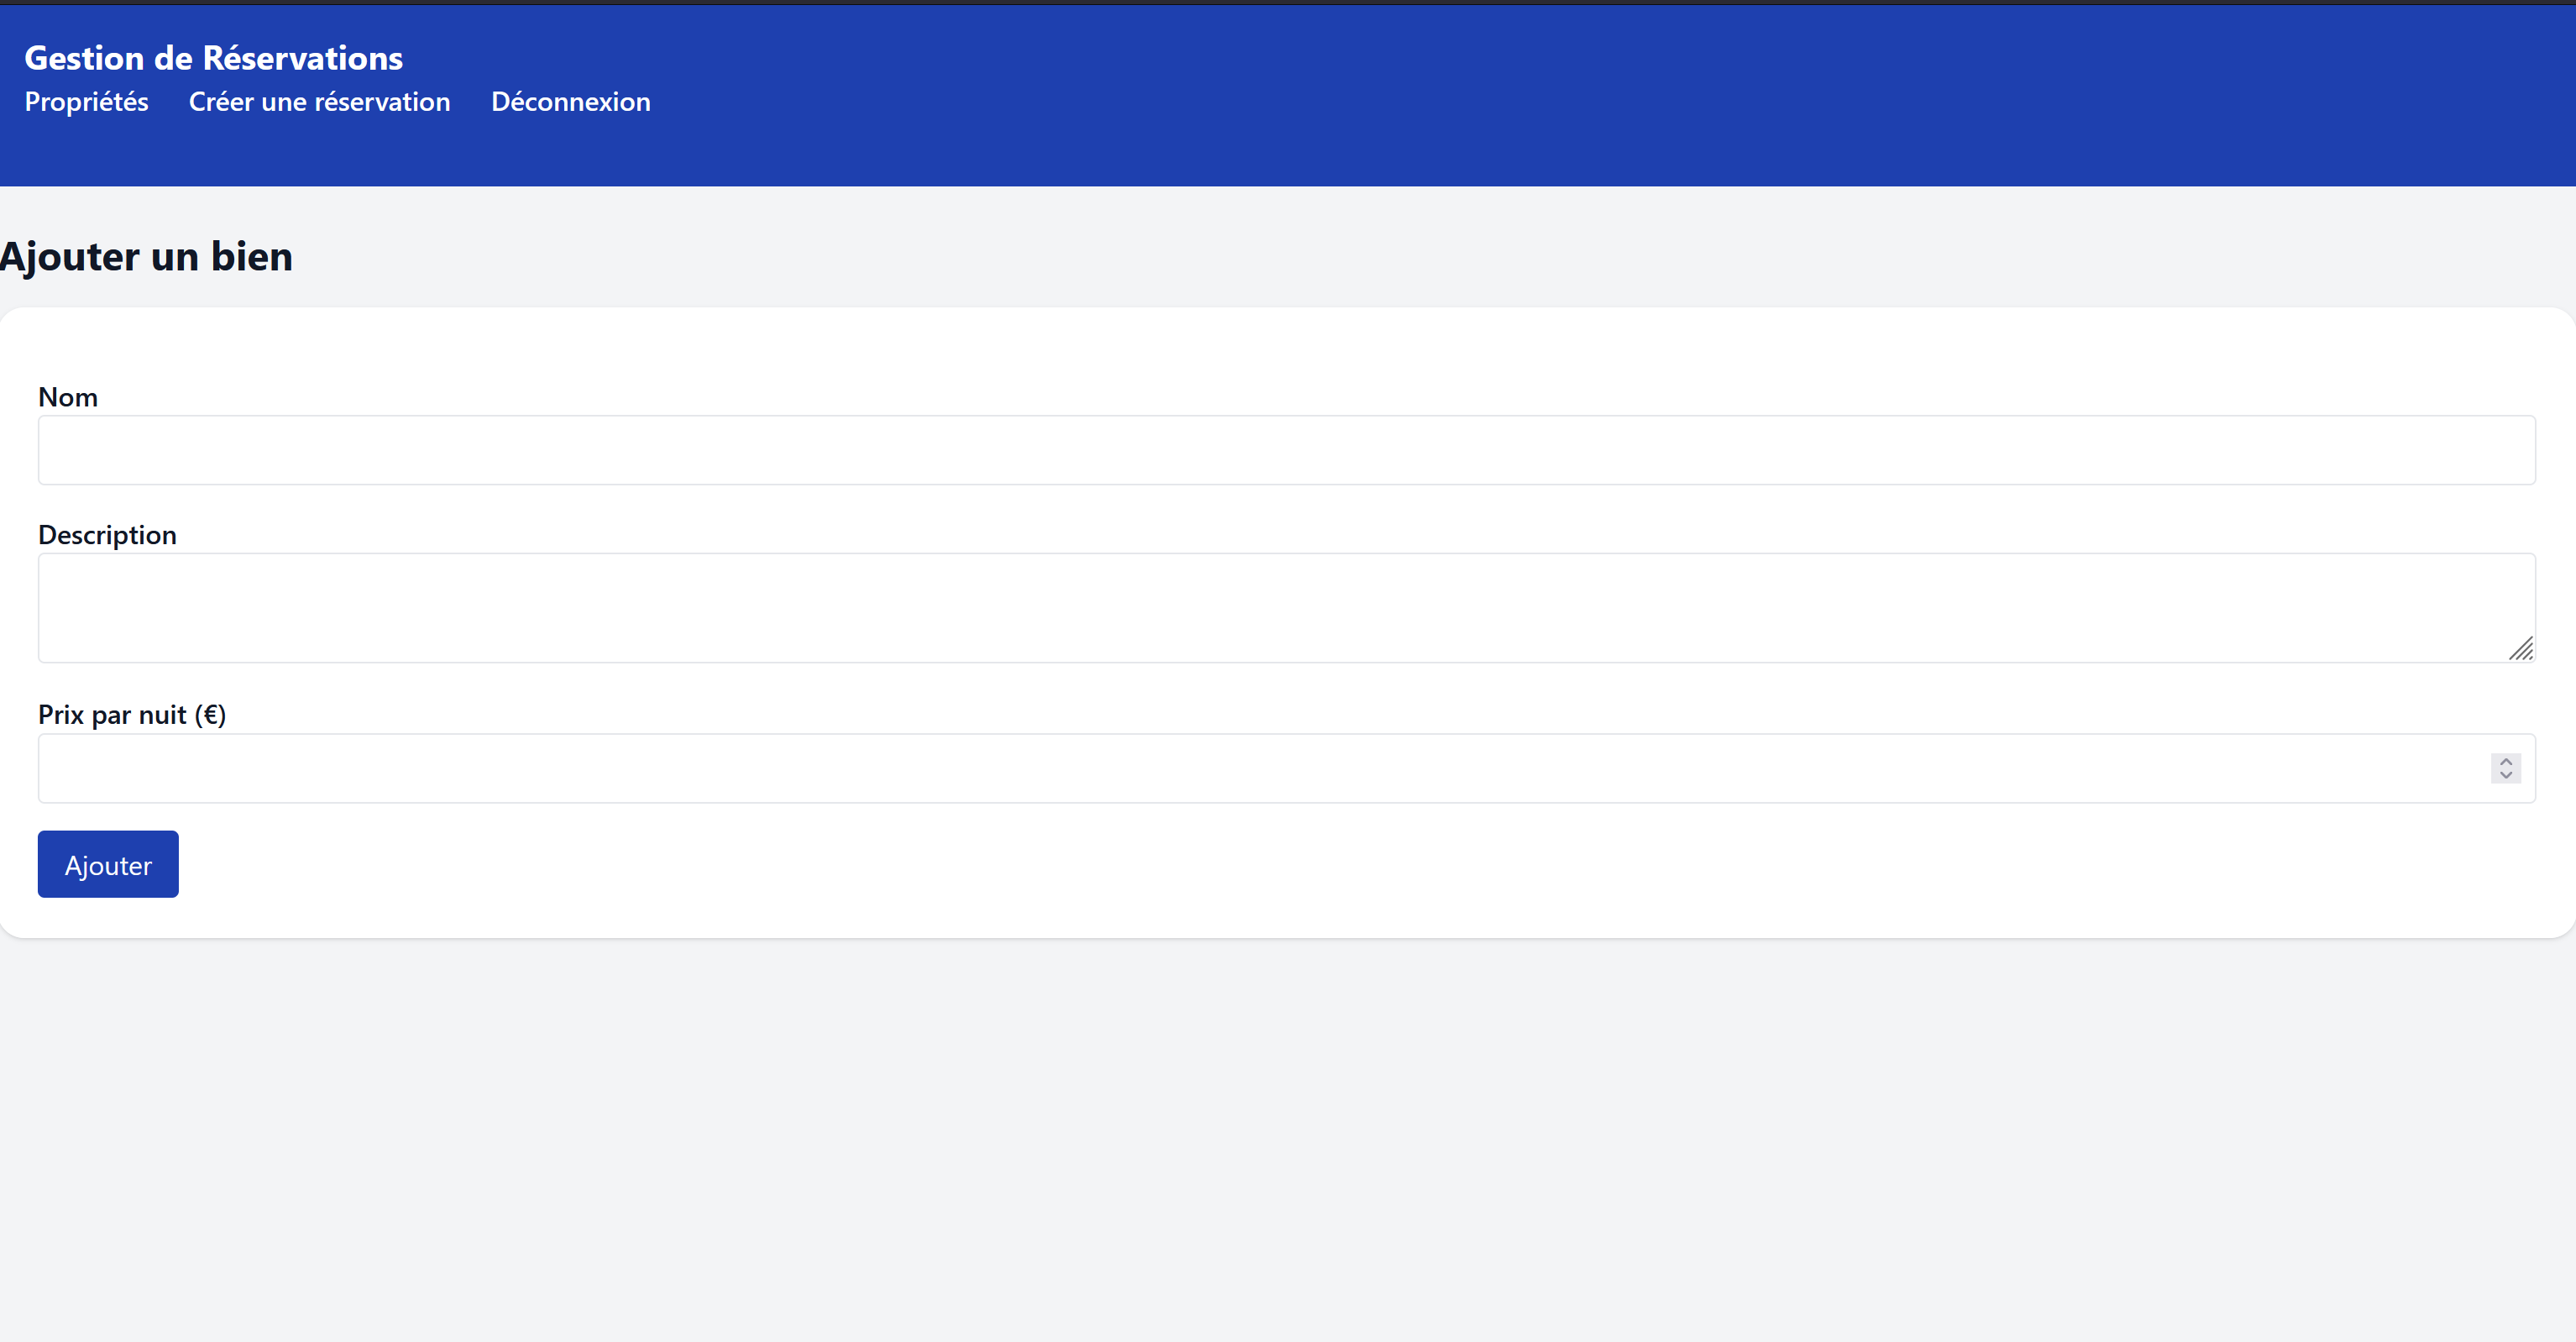 Gestion de Réservations
Propriétés Créer une réservation Déconnexion
Ajouter un bien
Nom
Description
Prix par nuit (€)
Ajouter